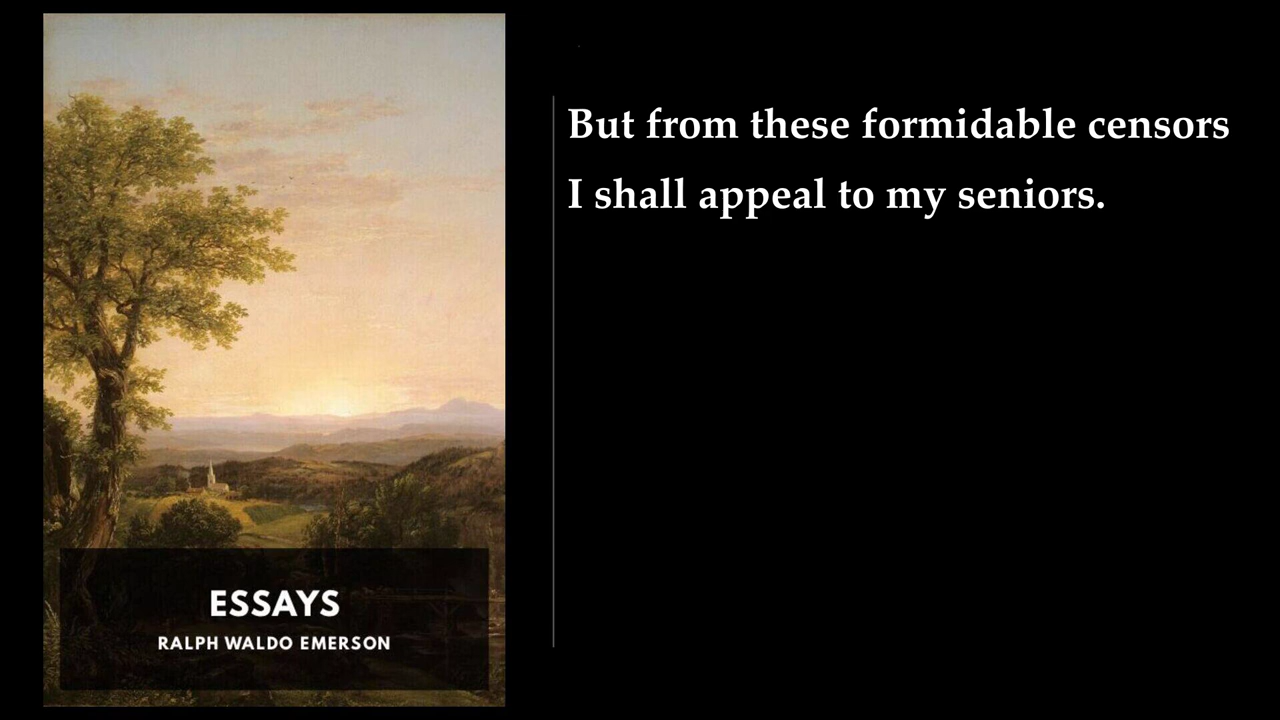 But from these formidable censors
I shall appeal to my seniors.
ESSAYS
RALPH WALDO EMERSON